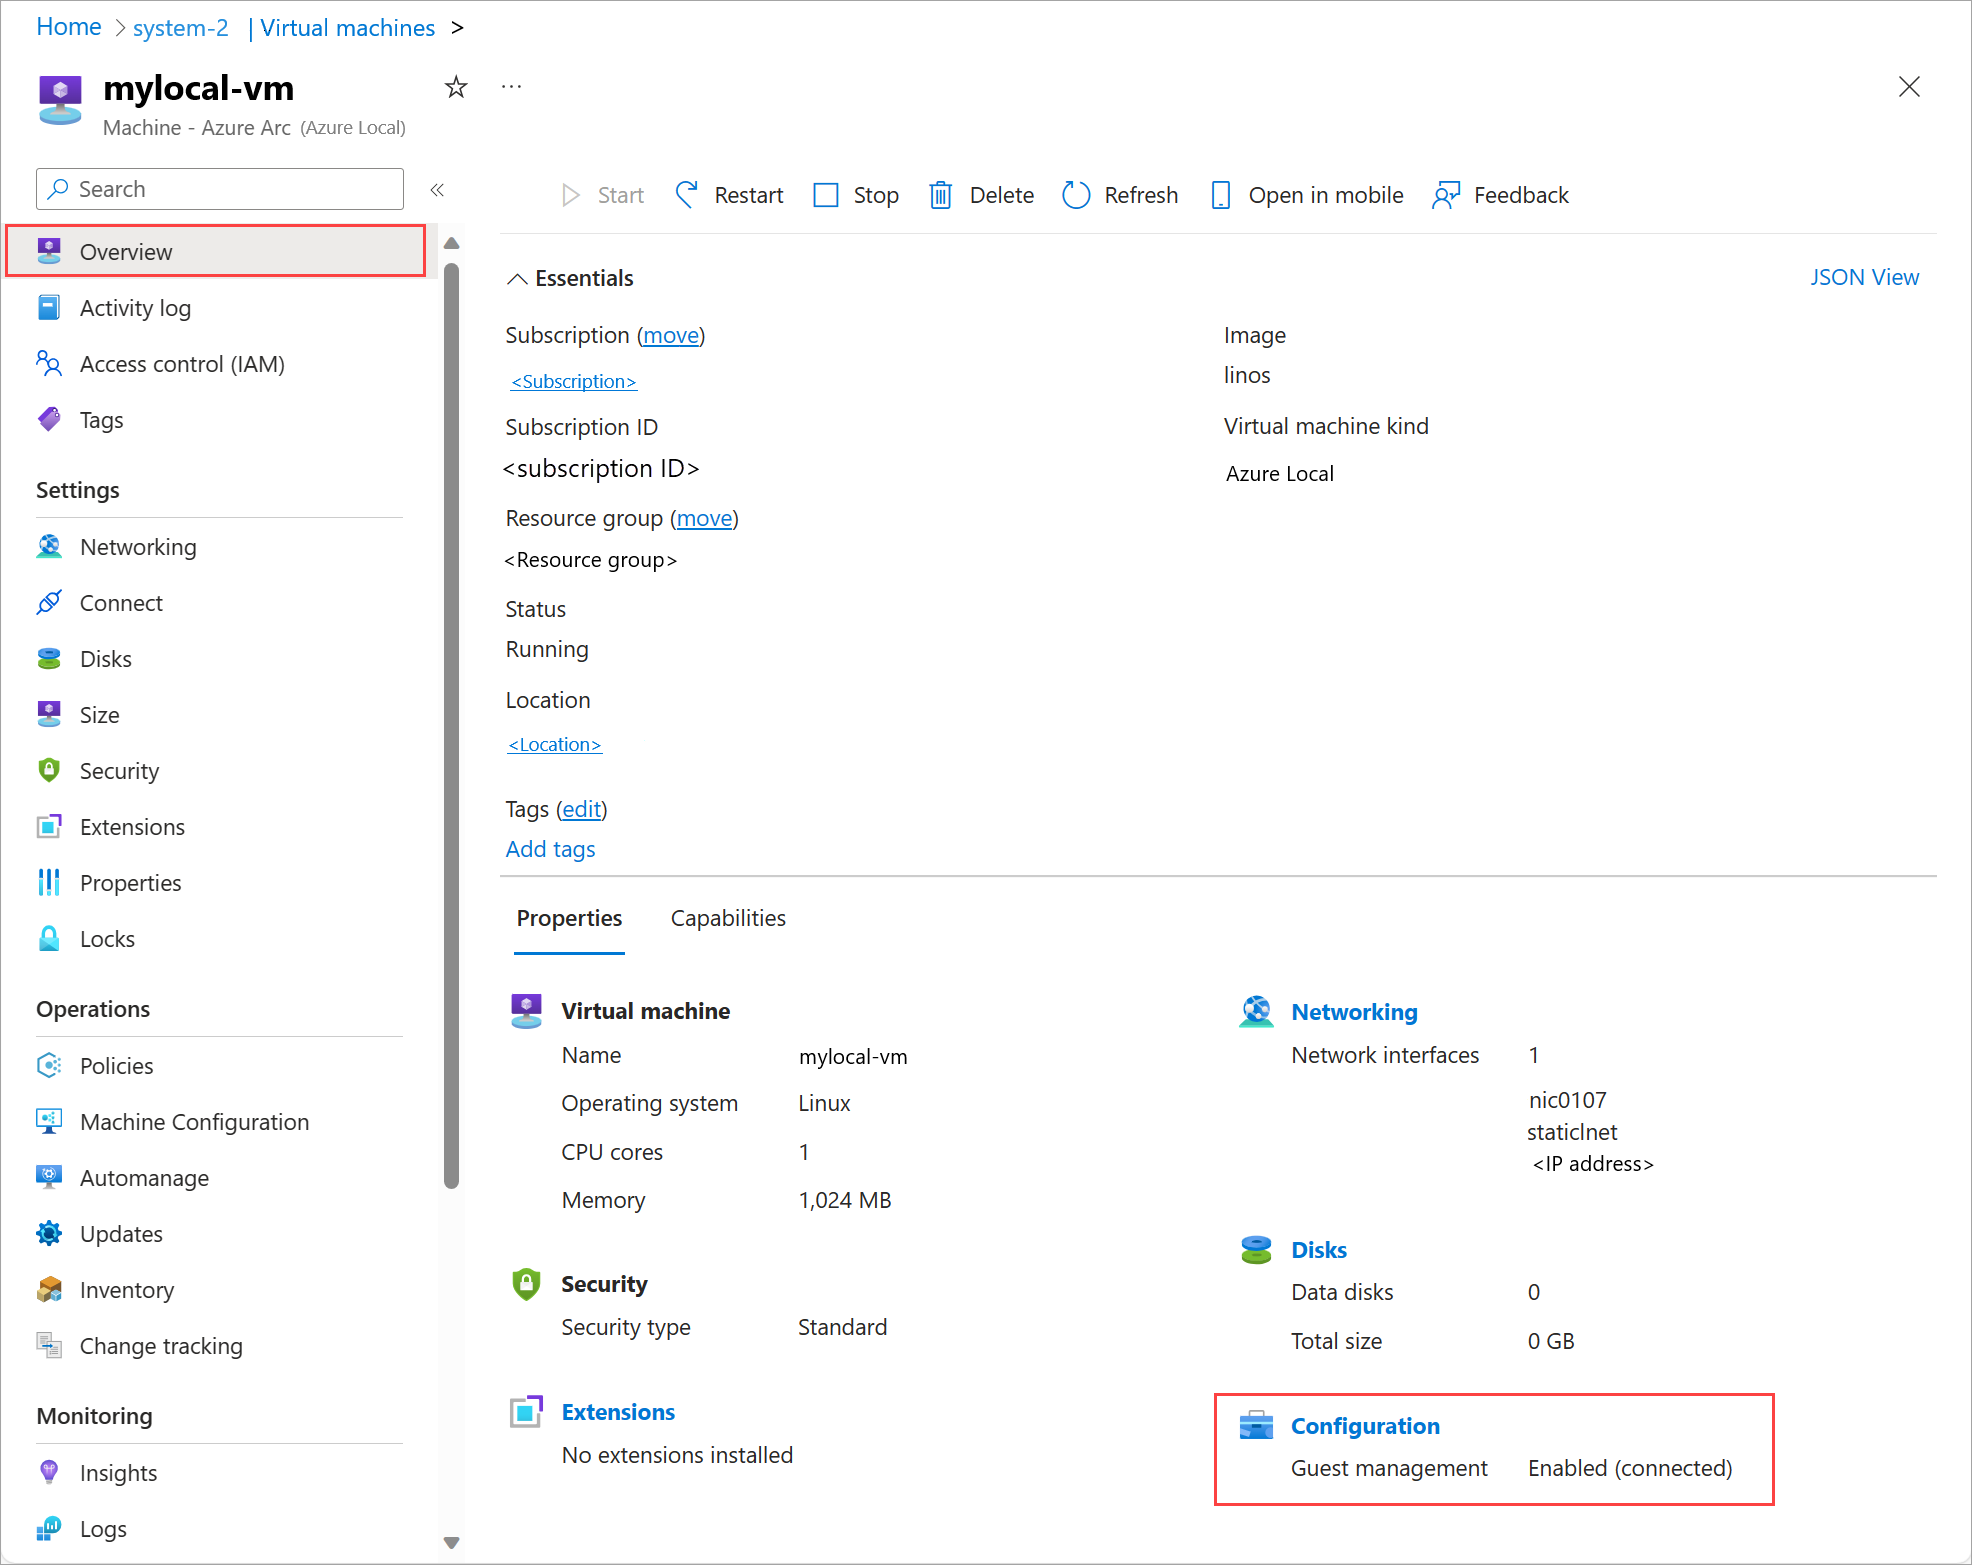 Home > system-2 | Virtual machines >
mylocal-vm
Machine - Azure Arc (Azure Local)
Search
«
Start
Restart
Stop
Delete
Refresh
Open in mobile
Feedback
Overview
Activity log
Access control (IAM)
Tags
Settings
Networking
Connect
Disks
Size
Security
Extensions
Properties
Locks
Operations
Policies
Machine Configuration
Automanage
Updates
Inventory
Change tracking
Monitoring
Insights
Logs
Essentials
JSON View
Subscription (move)
<Subscription>
Subscription ID
<subscription ID>
Resource group (move)
<Resource group>
Status
Running
Location
<Location>
Tags (edit)
Add tags
Image
linos
Virtual machine kind
Azure Local
Properties
Capabilities
Virtual machine
Name mylocal-vm
Operating system Linux
CPU cores 1
Memory 1,024 MB
Security
Security type Standard
Extensions
No extensions installed
Networking
Network interfaces 1
nic0107
staticlnet
<IP address>
Disks
Data disks 0
Total size 0 GB
Configuration
Guest management Enabled (connected)